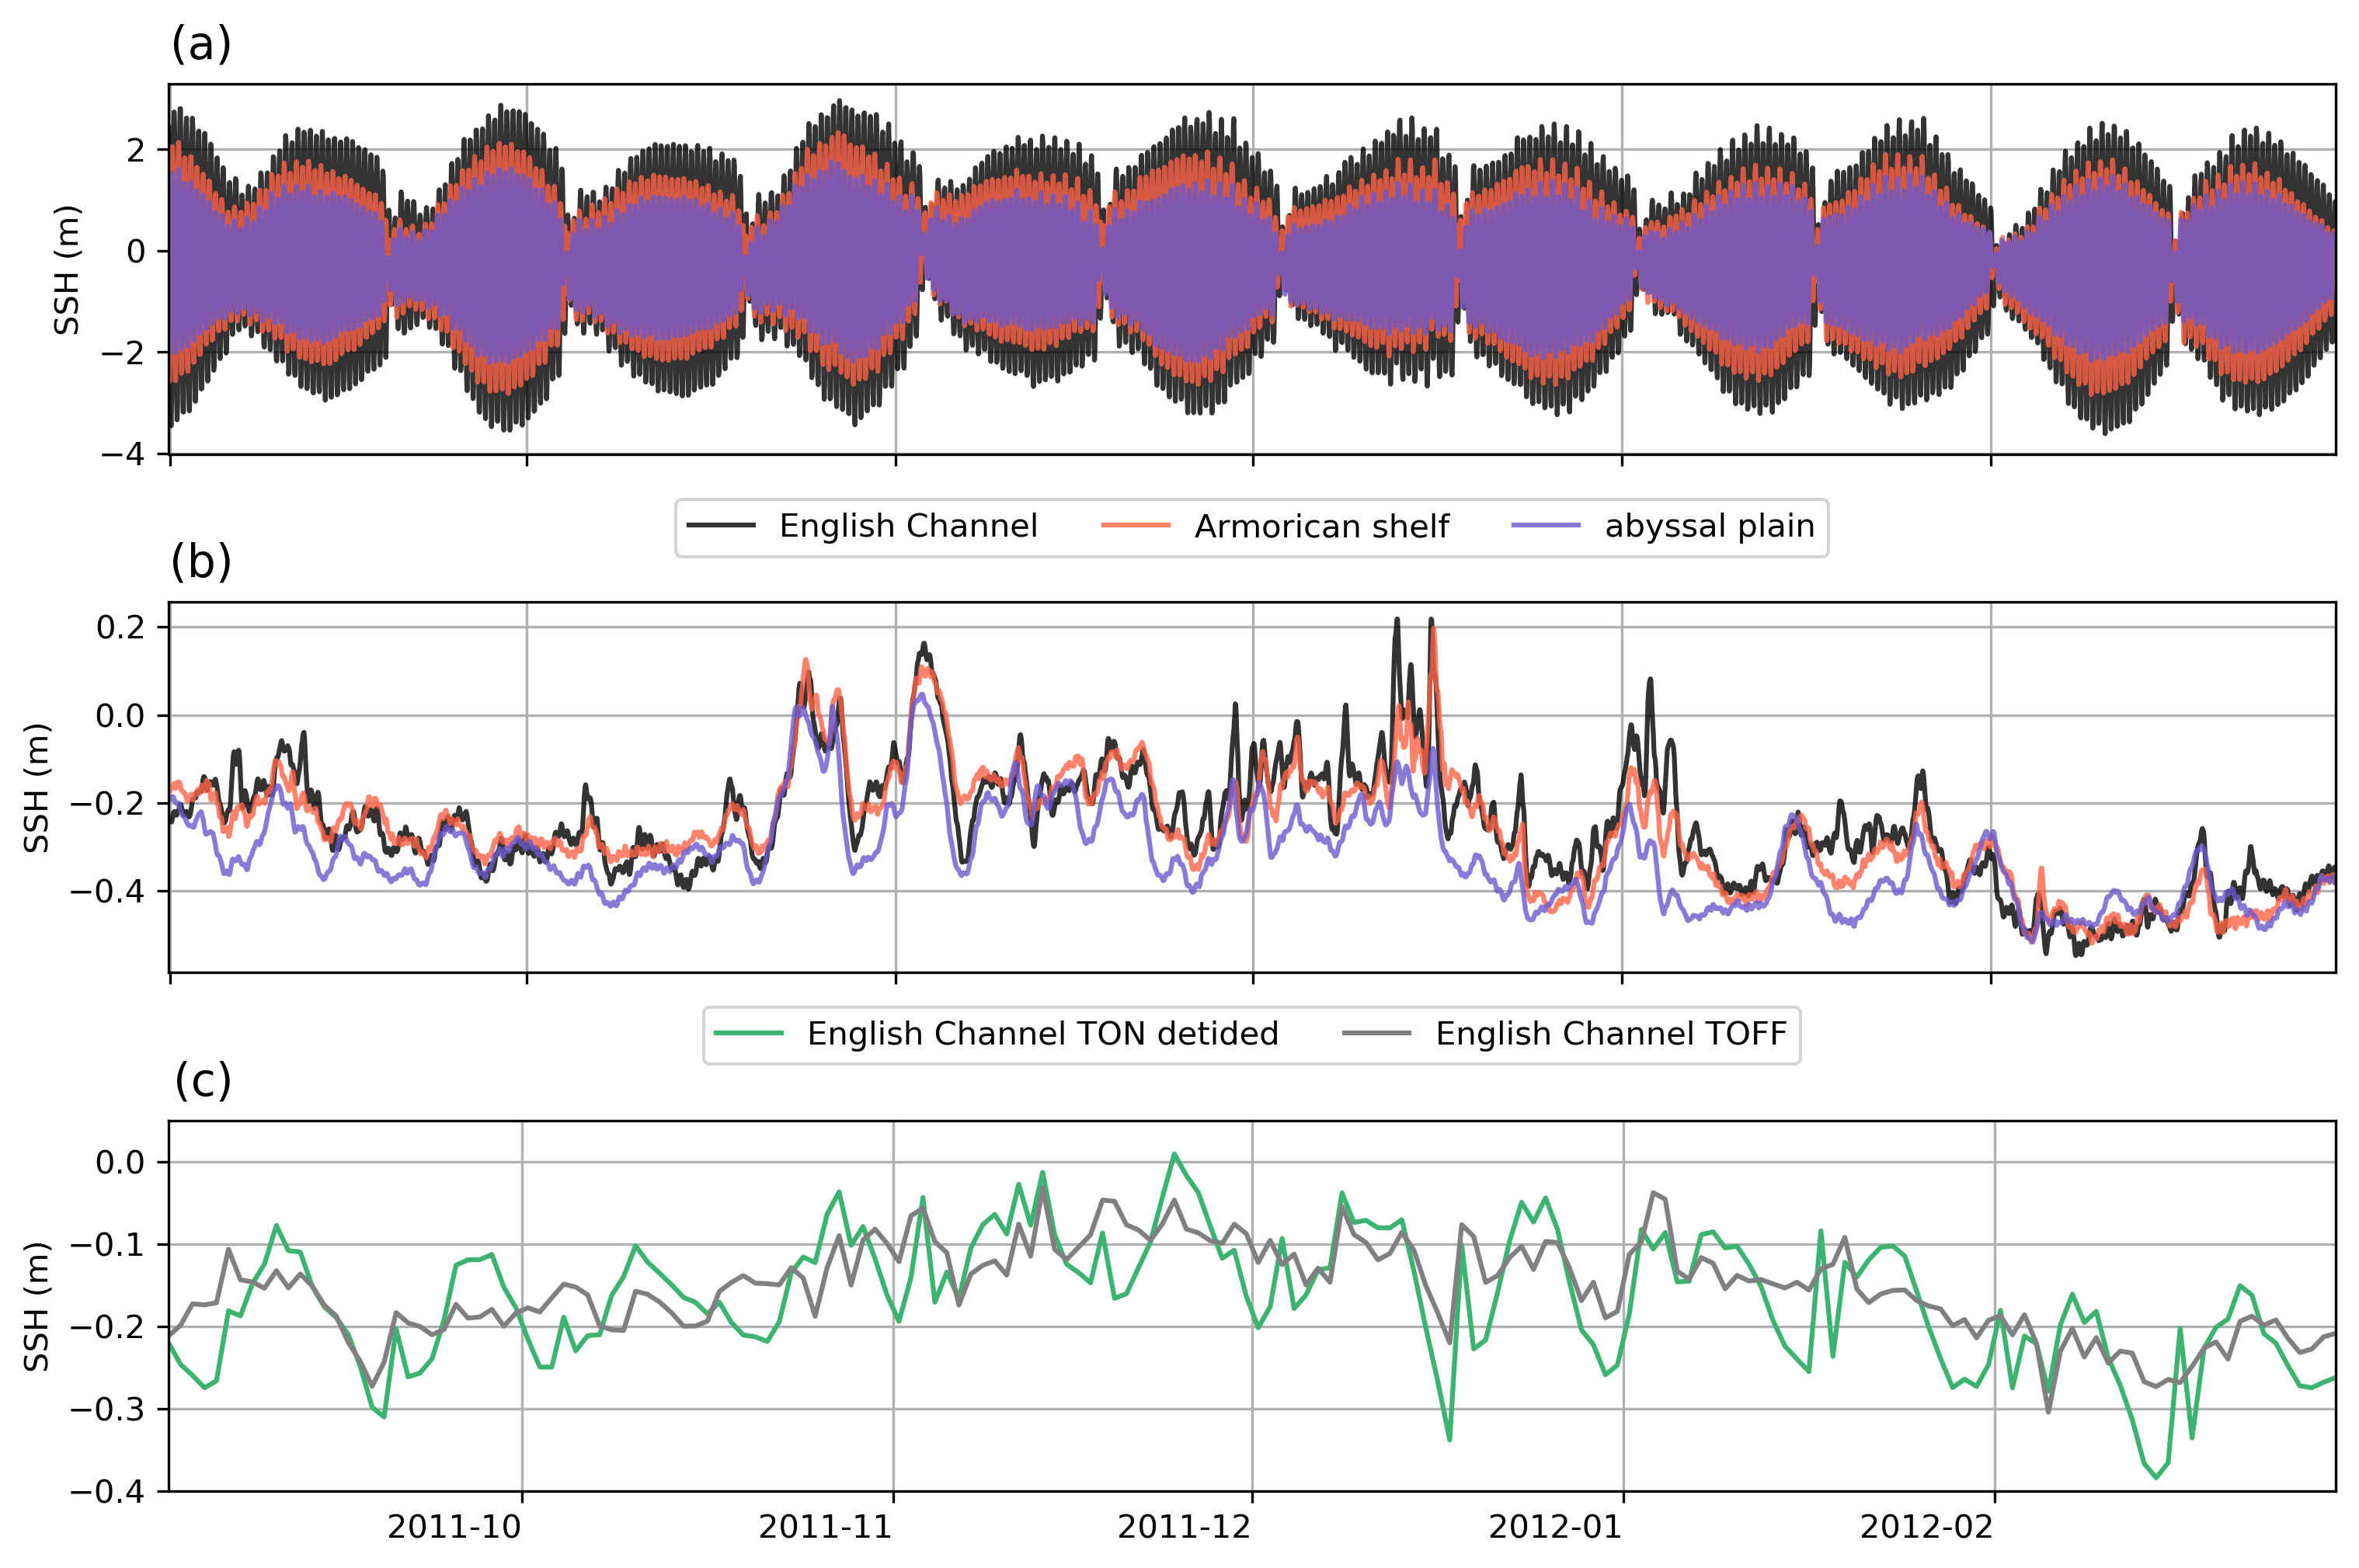 (a)
SSH (m)
2
0
−2
−4
English Channel
Armorican shelf
abyssal plain
(b)
SSH (m)
0.2
0.0
−0.2
−0.4
English Channel TON detided
English Channel TOFF
(c)
SSH (m)
0.0
−0.1
−0.2
−0.3
−0.4
2011-10
2011-11
2011-12
2012-01
2012-02